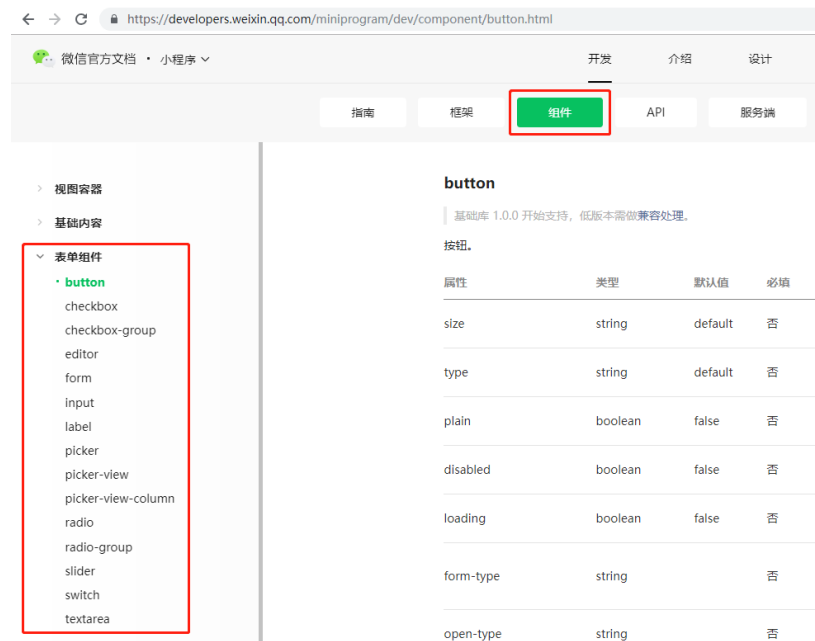 https://developers.weixin.qq.com/miniprogram/dev/component/button.html
微信官方文档 · 小程序 开发 介绍 设计
指南 框架 组件 API 服务端
视图容器
基础内容
表单组件
button
checkbox
checkbox-group
editor
form
input
label
picker
picker-view
picker-view-column
radio
radio-group
slider
switch
textarea
button
基础库 1.0.0 开始支持，低版本需做兼容处理。
按钮。
属性 类型 默认值 必填
size string default 否
type string default 否
plain boolean false 否
disabled boolean false 否
loading boolean false 否
form-type string 否
open-type string 否